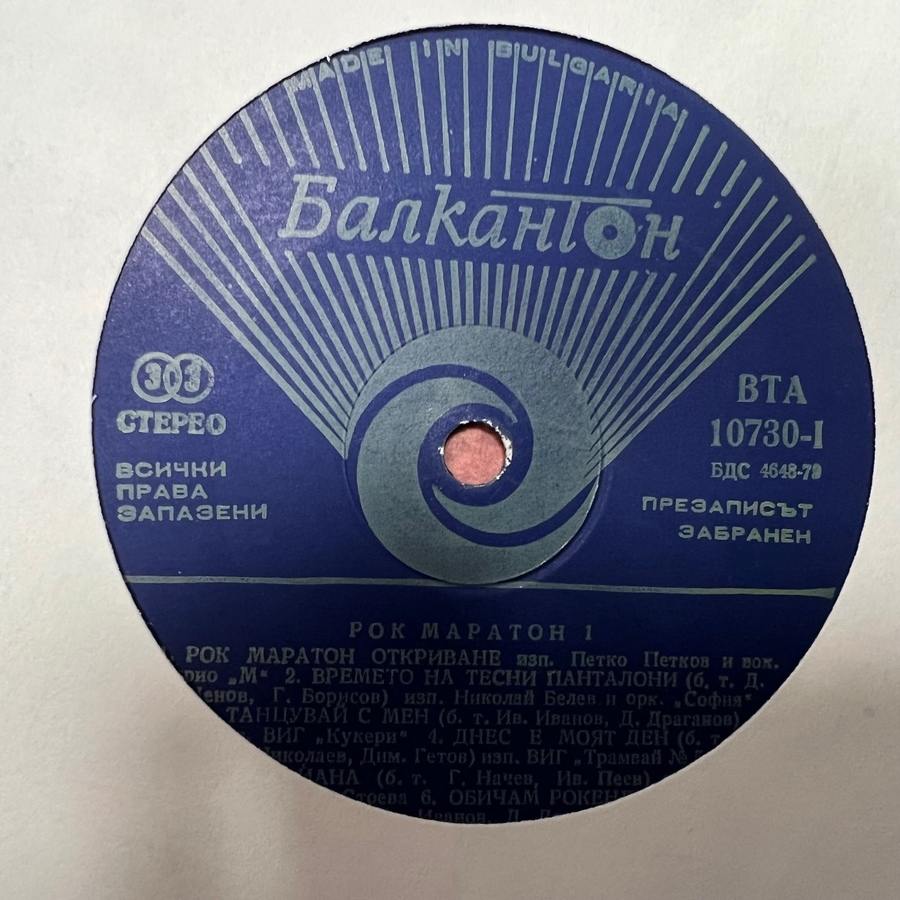 MADE IN BULGARIA
Балкантон
33
СТЕРЕО
ВСИЧКИ
ПРАВА
ЗАПАЗЕНИ
ВТА
10730-I
БДС 4648-79
ПРЕЗАПИСЪТ
ЗАБРАНЕН
РОК МАРАТОН 1
РОК МАРАТОН ОТКРИВАНЕ изп. Петко Петков и вок.
рио „М“ 2. ВРЕМЕТО НА ТЕСНИ ПАНТАЛОНИ (б. т. Д.
Г. Борисов) изп. Николай Белев и орк. „София“
ТАНЦУВАЙ С МЕН (б. т. Ив. Иванов, Д. Драганов)
ВИГ „Кукери“ 4. ДНЕС Е МОЯТ ДЕН (б. т.
Дим. Гетов) изп. ВИГ „Трамвай №
(б. т. Г. Начев, Ив. Пеев)
6. ОБИЧАМ